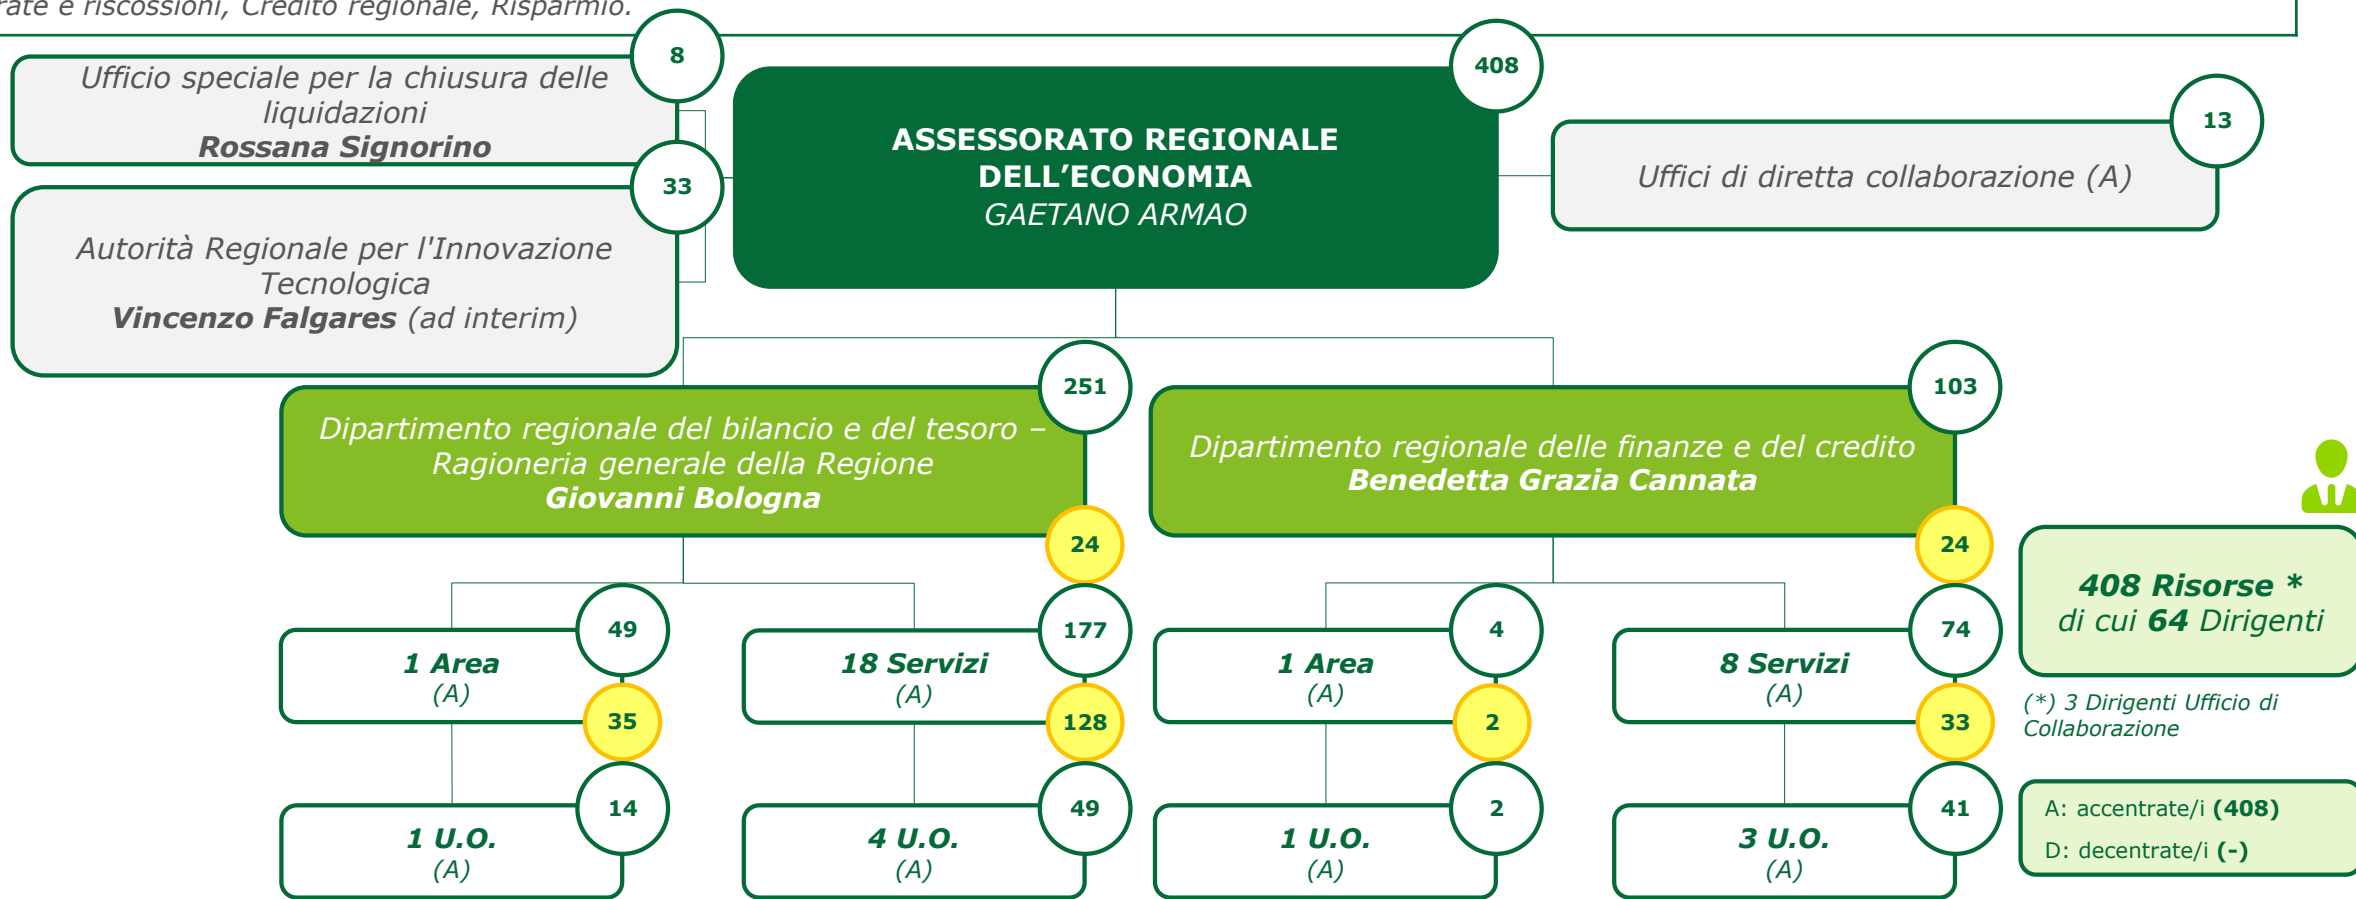 rate e riscossioni, Credito regionale, Risparmio.
8
Ufficio speciale per la chiusura delle
liquidazioni
Rossana Signorino
33
Autorità Regionale per l'Innovazione
Tecnologica
Vincenzo Falgares (ad interim)
408
ASSESSORATO REGIONALE
DELL’ECONOMIA
GAETANO ARMAO
13
Uffici di diretta collaborazione (A)
251
Dipartimento regionale del bilancio e del tesoro –
Ragioneria generale della Regione
Giovanni Bologna
24
103
Dipartimento regionale delle finanze e del credito
Benedetta Grazia Cannata
24
49
1 Area
(A)
35
177
18 Servizi
(A)
128
4
1 Area
(A)
2
74
8 Servizi
(A)
33
14
1 U.O.
(A)
49
4 U.O.
(A)
2
1 U.O.
(A)
41
3 U.O.
(A)
408 Risorse *
di cui 64 Dirigenti
(*) 3 Dirigenti Ufficio di
Collaborazione
A: accentrate/i (408)
D: decentrate/i (-)